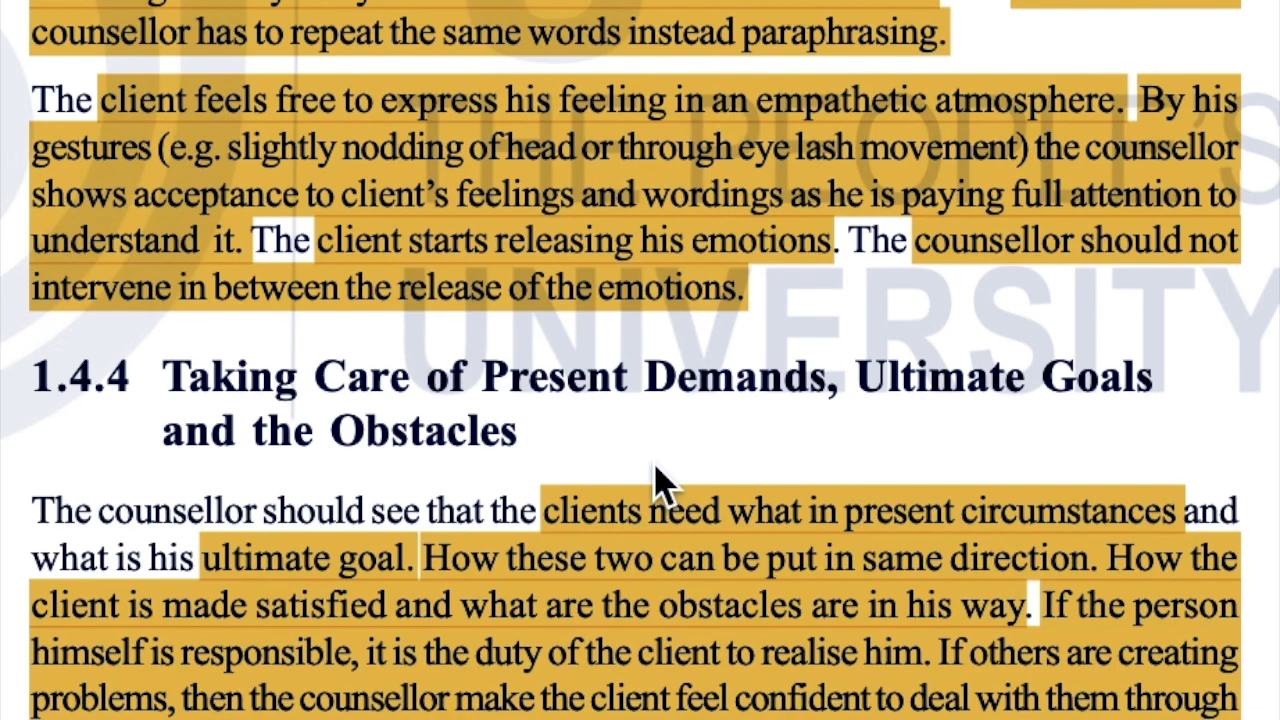 counsellor has to repeat the same words instead paraphrasing.
The client feels free to express his feeling in an empathetic atmosphere. By his
gestures (e.g. slightly nodding of head or through eye lash movement) the counsellor
shows acceptance to client's feelings and wordings as he is paying full attention to
understand it. The client starts releasing his emotions. The counsellor should not
intervene in between the release of the emotions.
1.4.4 Taking Care of Present Demands, Ultimate Goals
and the Obstacles
The counsellor should see that the clients need what in present circumstances and
what is his ultimate goal. How these two can be put in same direction. How the
client is made satisfied and what are the obstacles are in his way. If the person
himself is responsible, it is the duty of the client to realise him. If others are creating
problems, then the counsellor make the client feel confident to deal with them through
THE PEOPLE'S
UNIVERSITY